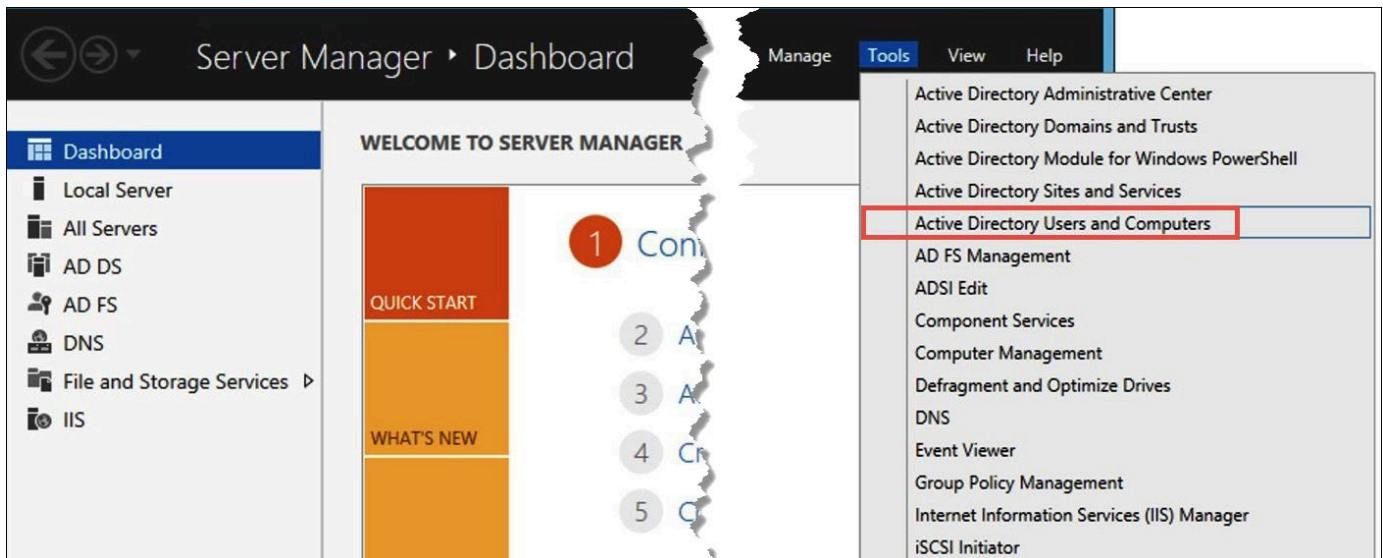 Server Manager ‣ Dashboard
Manage Tools View Help
Dashboard
Local Server
All Servers
AD DS
AD FS
DNS
File and Storage Services
IIS
WELCOME TO SERVER MANAGER
QUICK START
WHAT'S NEW
1
2
3
4
5
Active Directory Administrative Center
Active Directory Domains and Trusts
Active Directory Module for Windows PowerShell
Active Directory Sites and Services
Active Directory Users and Computers
AD FS Management
ADSI Edit
Component Services
Computer Management
Defragment and Optimize Drives
DNS
Event Viewer
Group Policy Management
Internet Information Services (IIS) Manager
iSCSI Initiator